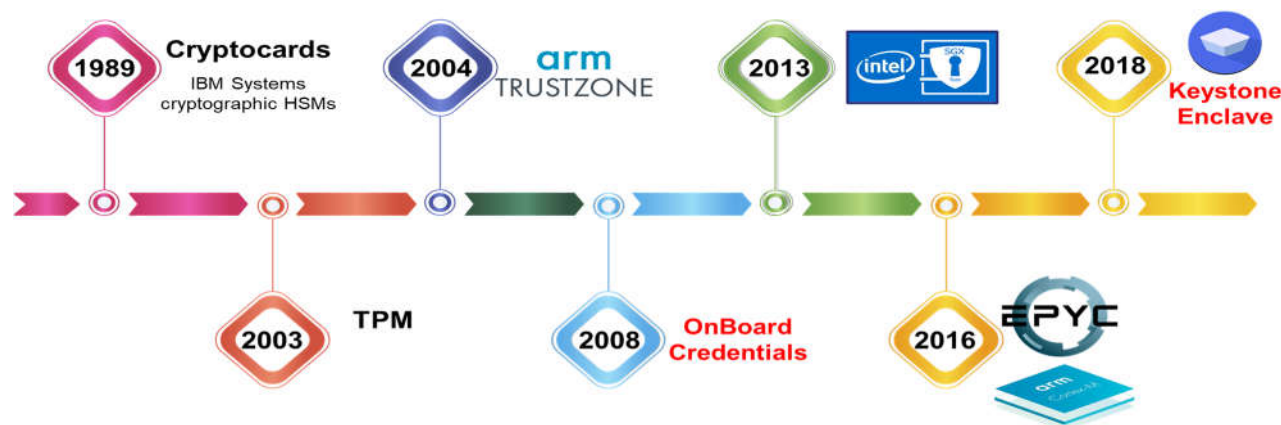 1989
Cryptocards
IBM Systems
cryptographic HSMs
2004
arm
TRUSTZONE
2013
intel
SGX
2018
Keystone
Enclave
2003
TPM
2008
OnBoard
Credentials
2016
EPYC
arm
Cortex-M